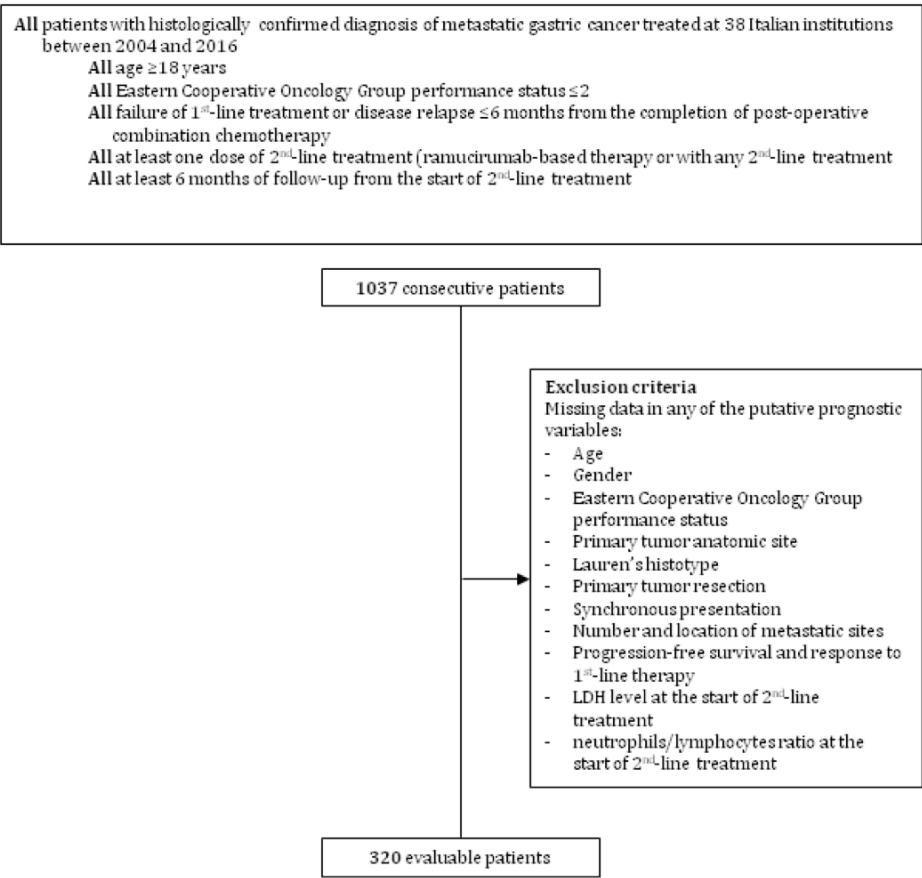 All patients with histologically confirmed diagnosis of metastatic gastric cancer treated at 38 Italian institutions
between 2004 and 2016
All age ≥18 years
All Eastern Cooperative Oncology Group performance status ≤2
All failure of 1st-line treatment or disease relapse ≤6 months from the completion of post-operative
combination chemotherapy
All at least one dose of 2nd-line treatment (ramucirumab-based therapy or with any 2nd-line treatment
All at least 6 months of follow-up from the start of 2nd-line treatment
1037 consecutive patients
Exclusion criteria
Missing data in any of the putative prognostic
variables:
- Age
- Gender
- Eastern Cooperative Oncology Group
performance status
- Primary tumor anatomic site
- Lauren's histotype
- Primary tumor resection
- Synchronous presentation
- Number and location of metastatic sites
- Progression-free survival and response to
1st-line therapy
- LDH level at the start of 2nd-line
treatment
- neutrophils/lymphocytes ratio at the
start of 2nd-line treatment
320 evaluable patients